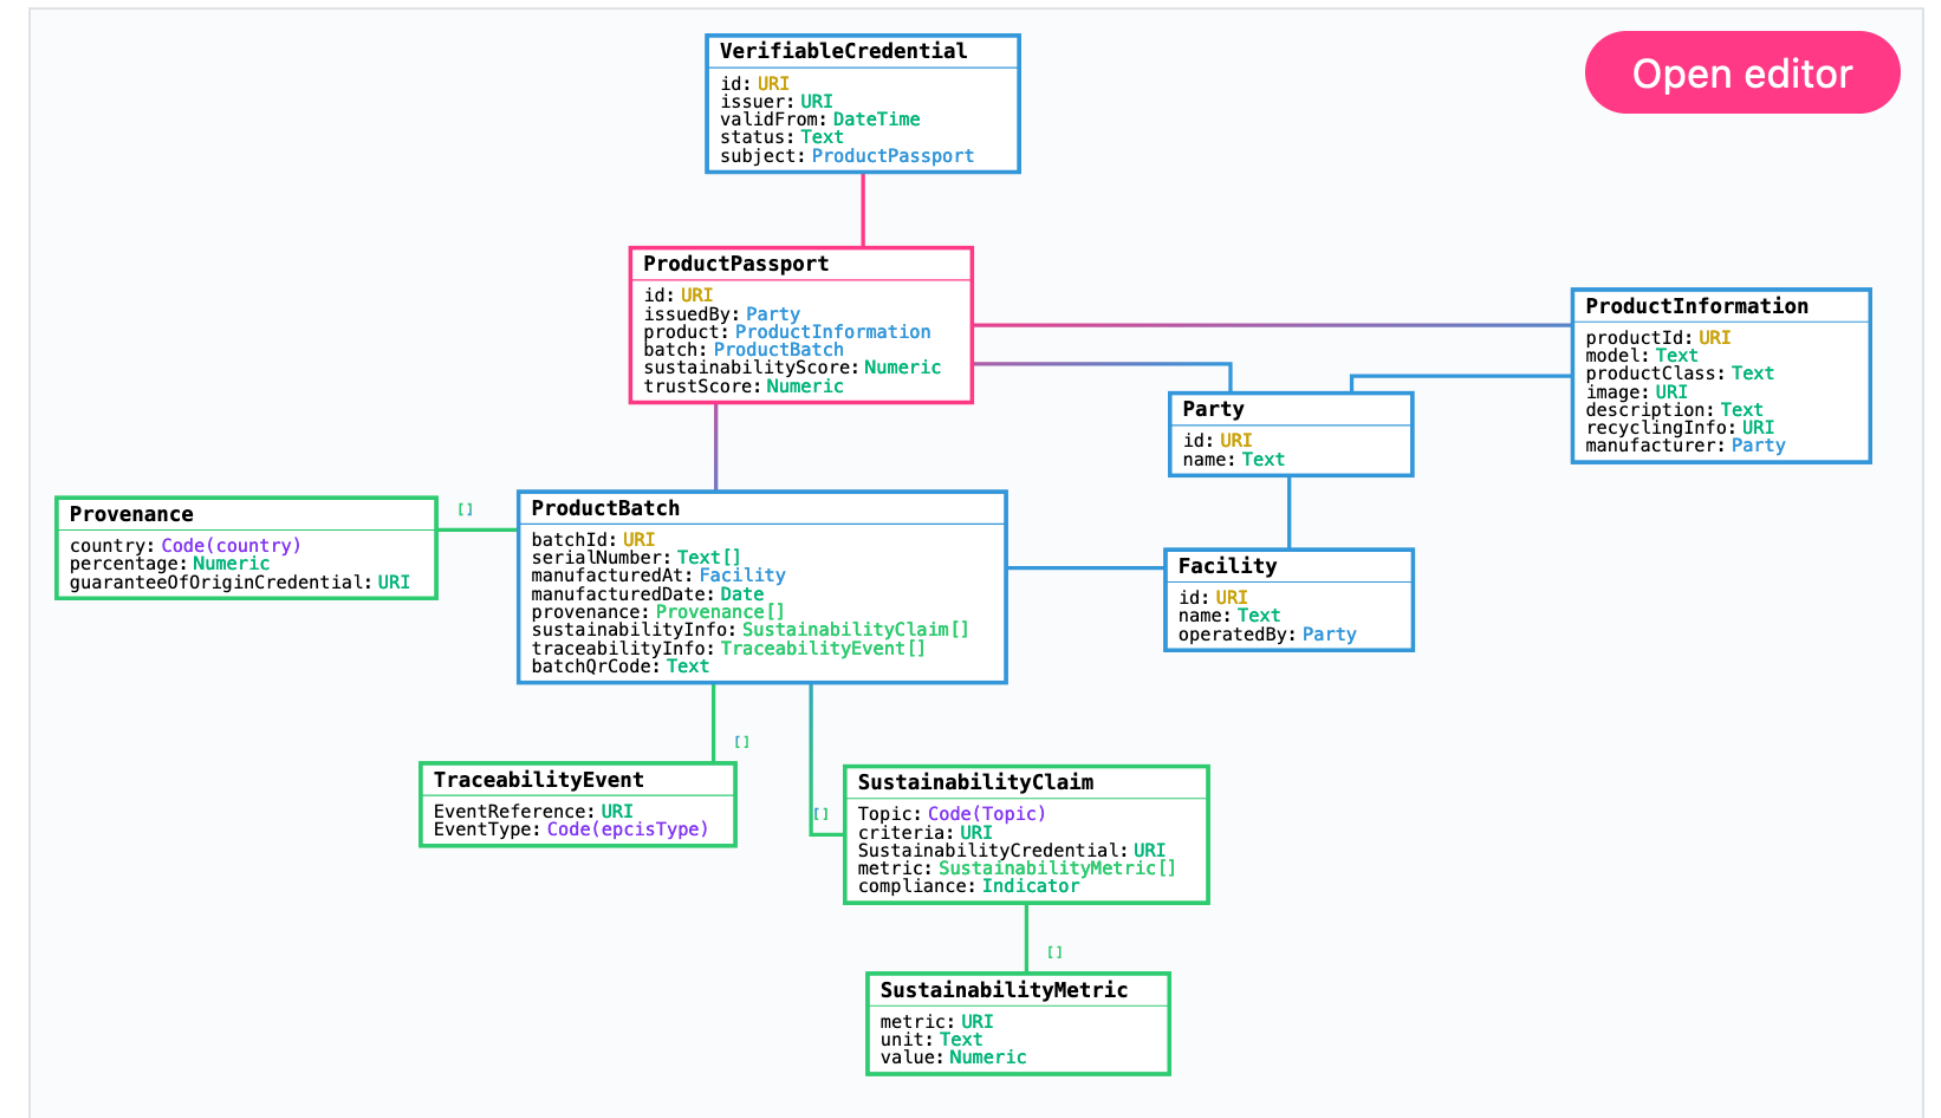 VerifiableCredential
id: URI
issuer: URI
validFrom: DateTime
status: Text
subject: ProductPassport
Open editor
ProductPassport
id: URI
issuedBy: Party
product: ProductInformation
batch: ProductBatch
sustainabilityScore: Numeric
trustScore: Numeric
ProductInformation
productId: URI
model: Text
productClass: Text
image: URI
description: Text
recyclingInfo: URI
manufacturer: Party
Party
id: URI
name: Text
Provenance
country: Code(country)
percentage: Numeric
guaranteeOfOriginCredential: URI
[]
ProductBatch
batchId: URI
serialNumber: Text[]
manufacturedAt: Facility
manufacturedDate: Date
provenance: Provenance[]
sustainabilityInfo: SustainabilityClaim[]
traceabilityInfo: TraceabilityEvent[]
batchQrCode: Text
Facility
id: URI
name: Text
operatedBy: Party
[]
TraceabilityEvent
EventReference: URI
EventType: Code(epcisType)
[]
SustainabilityClaim
Topic: Code(Topic)
criteria: URI
SustainabilityCredential: URI
metric: SustainabilityMetric[]
compliance: Indicator
[]
SustainabilityMetric
metric: URI
unit: Text
value: Numeric